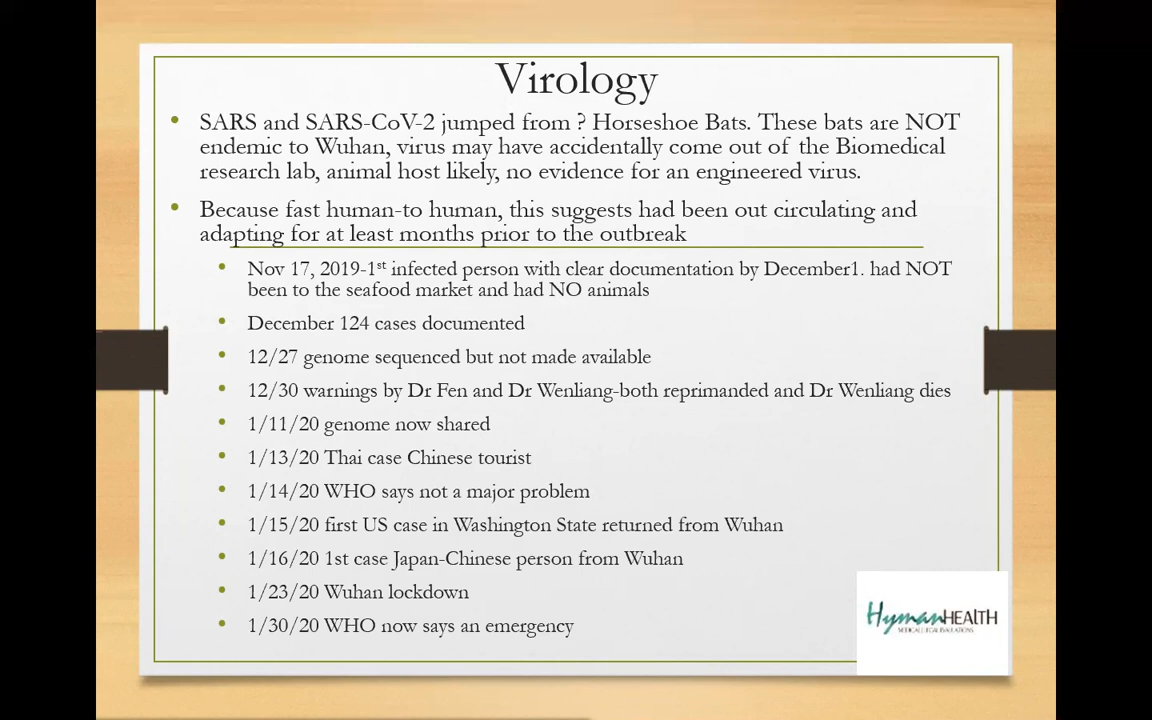 Virology
SARS and SARS-CoV-2 jumped from ? Horseshoe Bats. These bats are NOT
endemic to Wuhan, virus may have accidentally come out of the Biomedical
research lab, animal host likely, no evidence for an engineered virus.
Because fast human-to human, this suggests had been out circulating and
adapting for at least months prior to the outbreak
Nov 17, 2019-1st infected person with clear documentation by December1. had NOT
been to the seafood market and had NO animals
December 124 cases documented
12/27 genome sequenced but not made available
12/30 warnings by Dr Fen and Dr Wenliang-both reprimanded and Dr Wenliang dies
1/11/20 genome now shared
1/13/20 Thai case Chinese tourist
1/14/20 WHO says not a major problem
1/15/20 first US case in Washington State returned from Wuhan
1/16/20 1st case Japan-Chinese person from Wuhan
1/23/20 Wuhan lockdown
1/30/20 WHO now says an emergency
HymanHEALTH
MEDICAL LEGAL EVALUATIONS